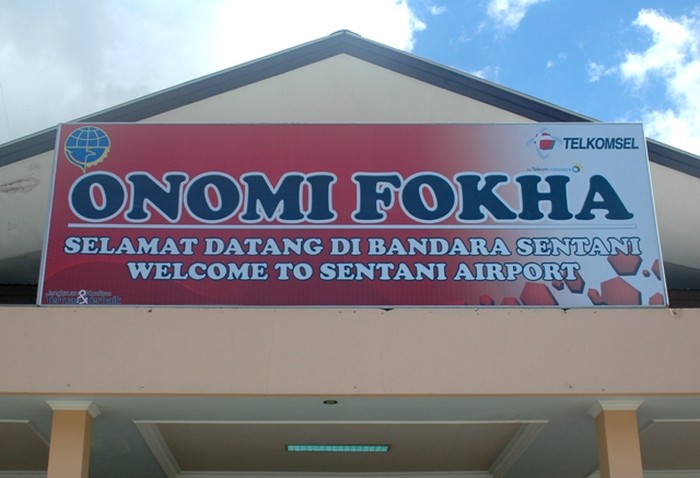 TELKOMSEL
ONOMI FOKHA
SELAMAT DATANG DI BANDARA SENTANI
WELCOME TO SENTANI AIRPORT